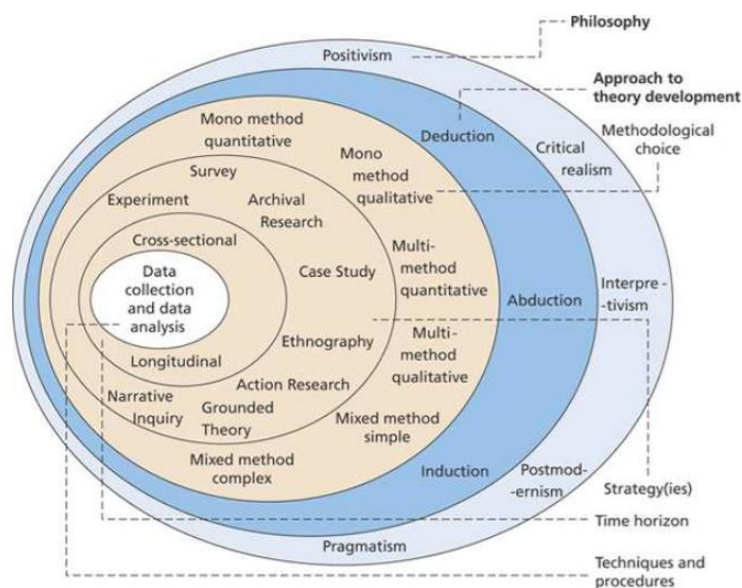 Philosophy
Positivism
Approach to
theory development
Mono method
quantitative
Deduction
Methodological
choice
Critical
realism
Mono
method
qualitative
Survey
Experiment
Archival
Research
Cross-sectional
Multi-
method
quantitative
Data
collection
and data
analysis
Case Study
Interpre-
-tivism
Abduction
Ethnography
Multi-
method
qualitative
Longitudinal
Action Research
Narrative
Inquiry
Grounded
Theory
Mixed method
simple
Mixed method
complex
Induction
Postmod-
-ernism
Strategy(ies)
Time horizon
Pragmatism
Techniques and
procedures